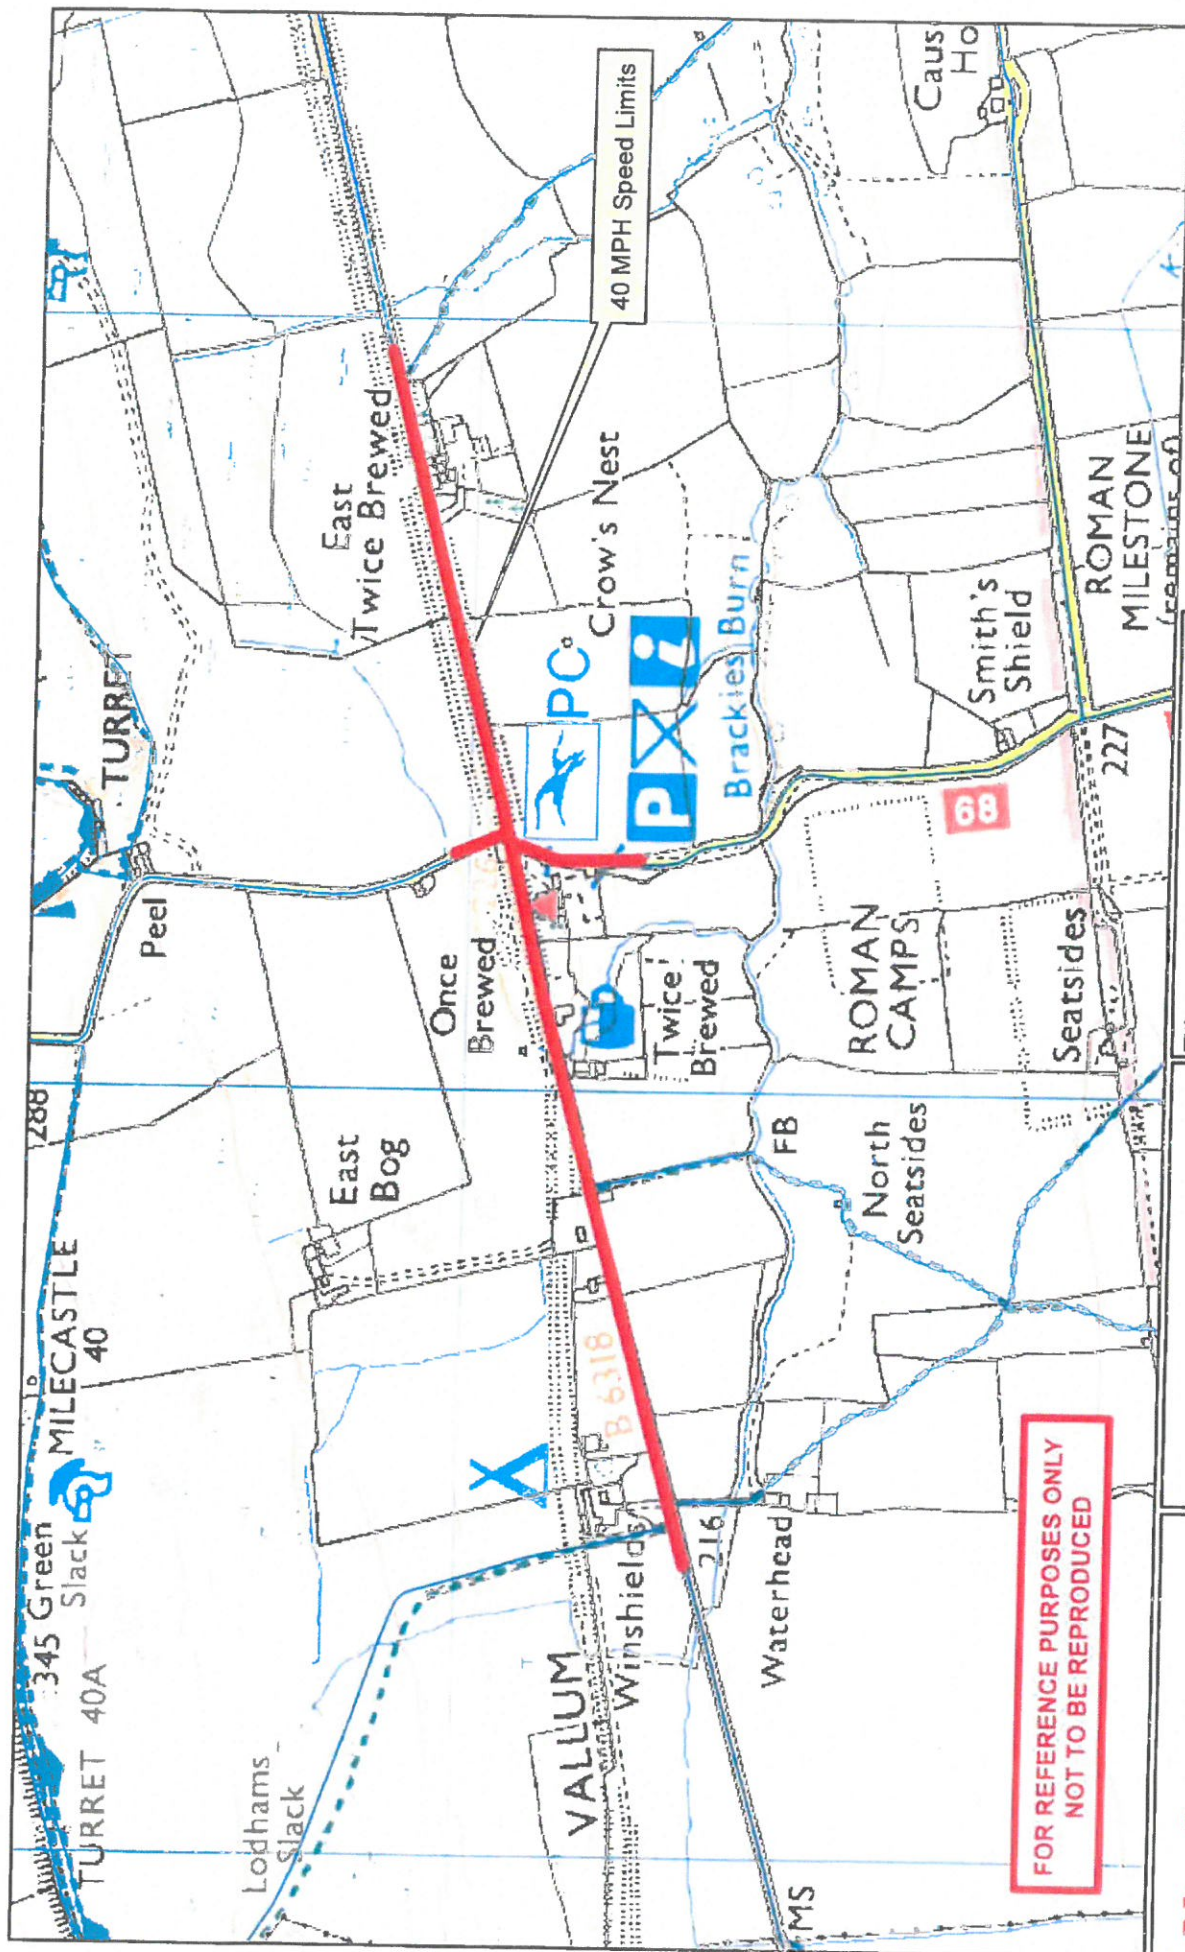 288
345 Green
Slack
MILECASTLE
40
TURRET 40A
TURRET
Peel
Lodhams
Slack
East
Bog
Once
Brewed
East
Twice Brewed
40 MPH Speed Limits
VALLUM
Winshields
B 6318
216
Waterhead
MS
Twice
Brewed
PC
P
i
Crow's Nest
Brackies Burn
FB
North
Seatsides
ROMAN
CAMPS
68
Seatsides
Smith's
Shield
227
ROMAN
MILESTONE
(remains of)
Caus
Ho
FOR REFERENCE PURPOSES ONLY
NOT TO BE REPRODUCED